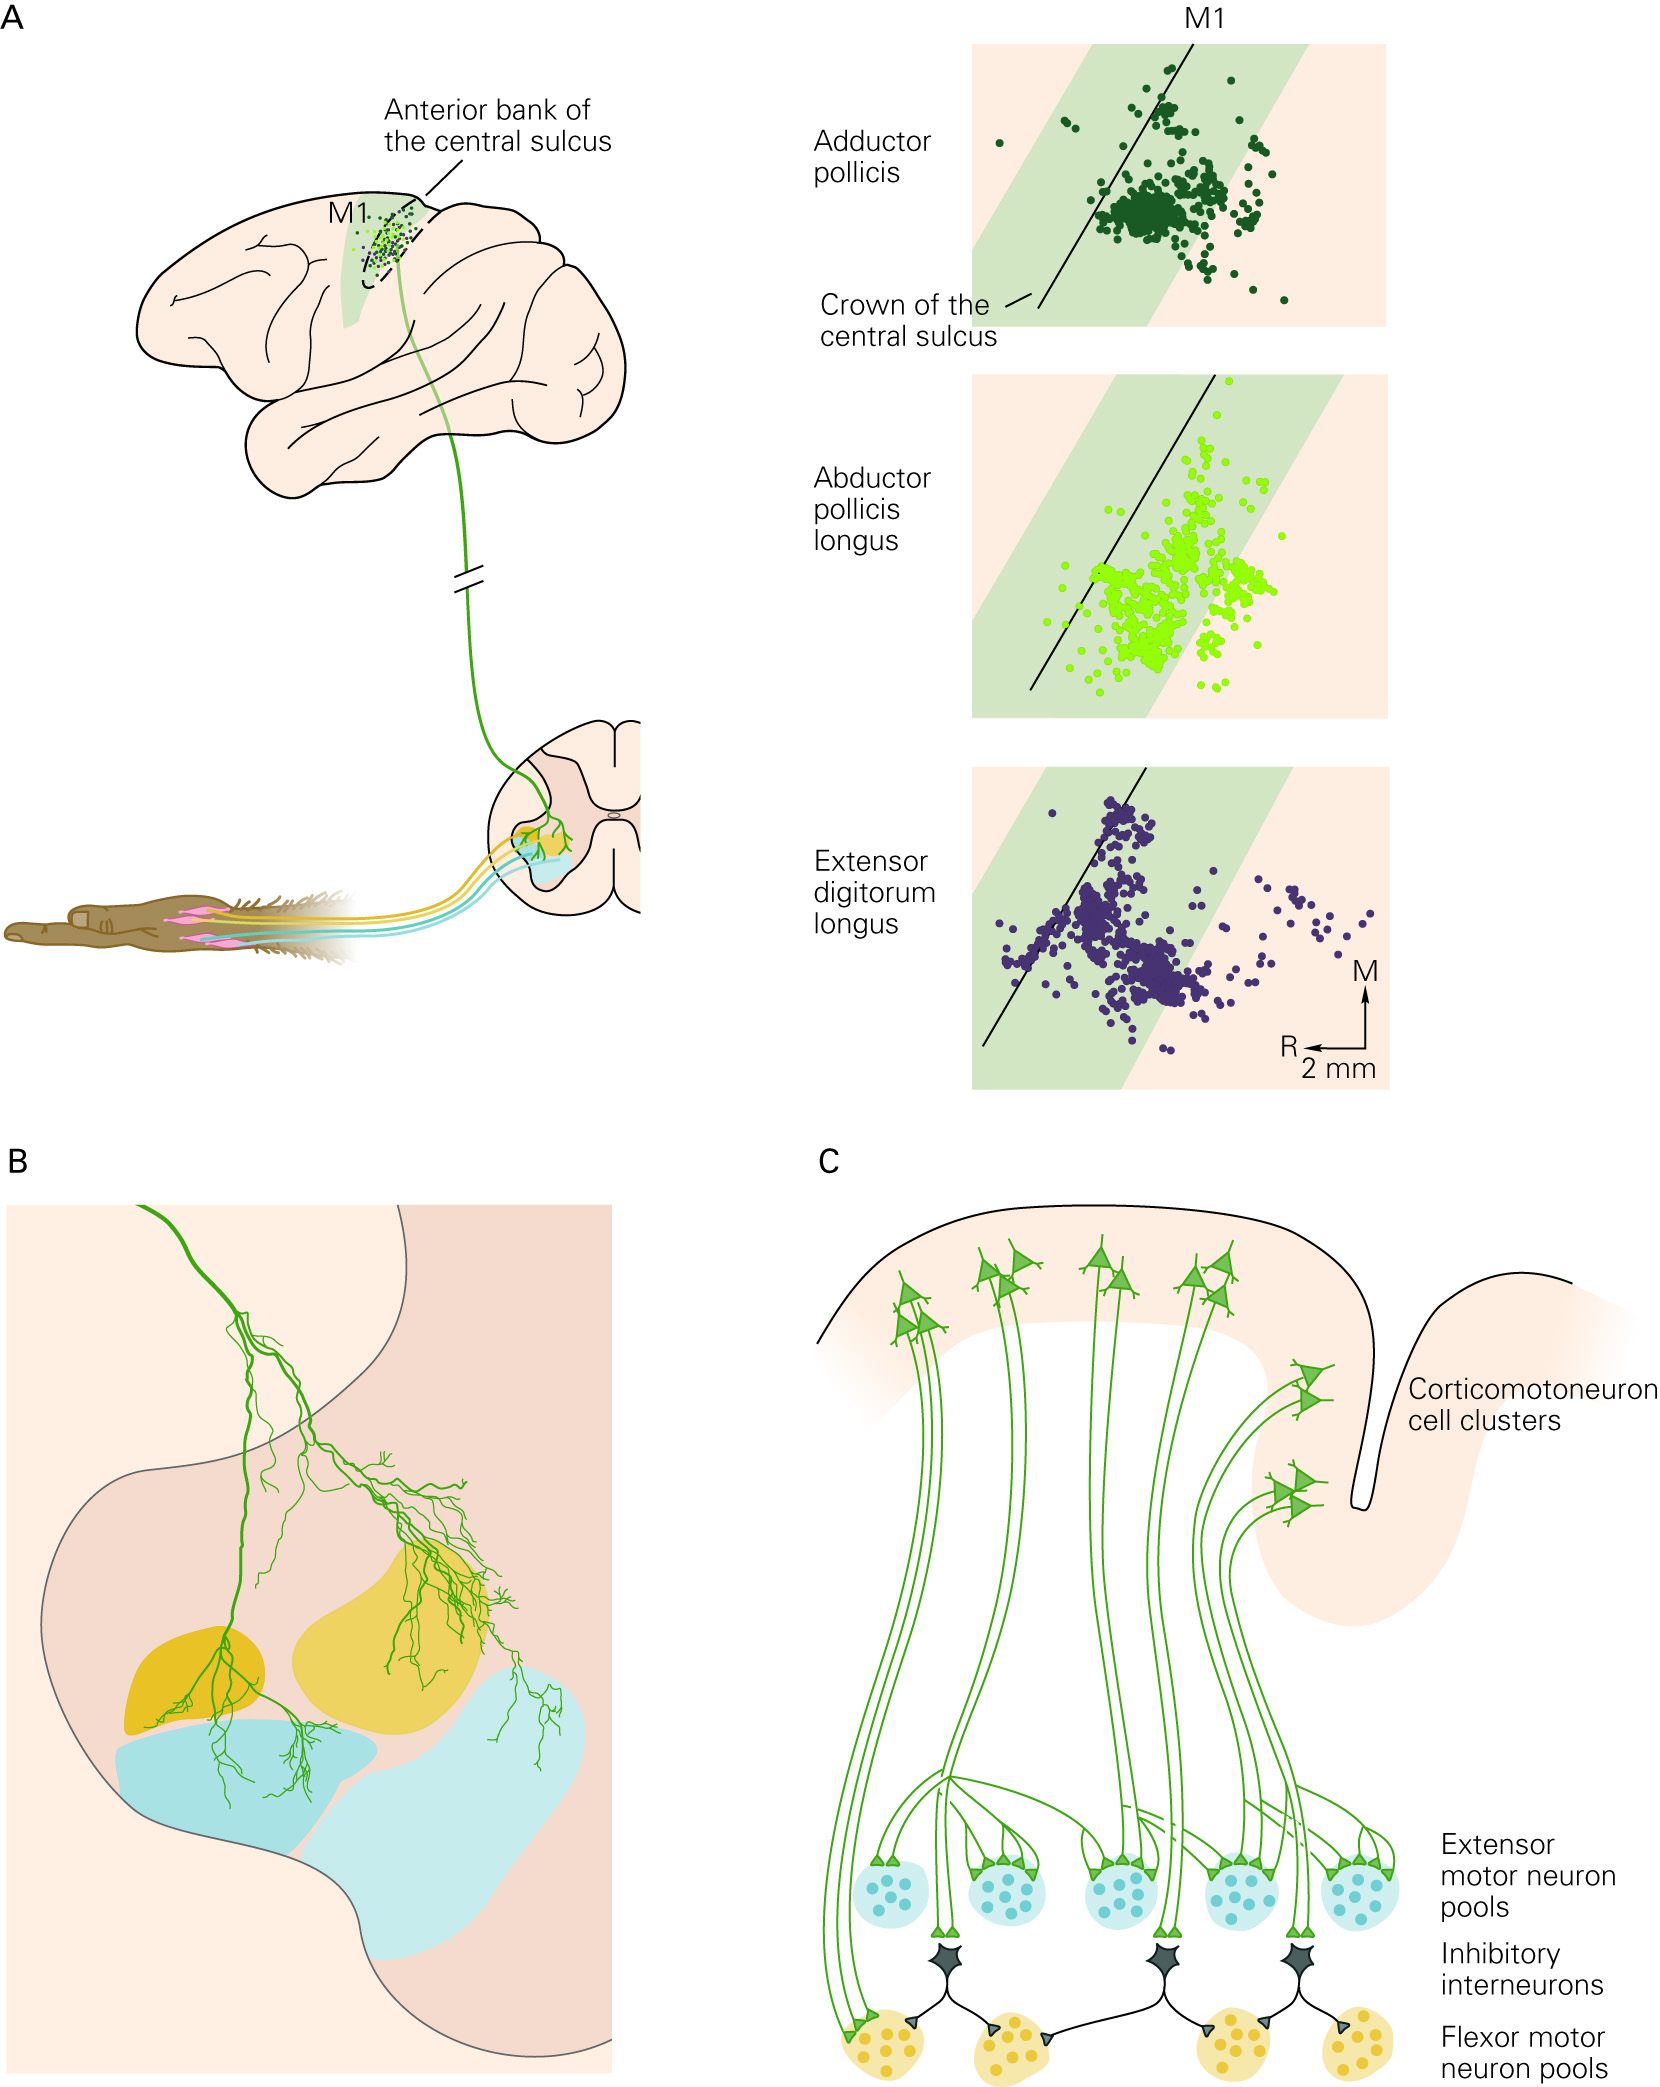 A
Anterior bank of
the central sulcus
M1
M1
Adductor
pollicis
Crown of the
central sulcus
Abductor
pollicis
longus
Extensor
digitorum
longus
M
R
2 mm
B
C
Corticomotoneuron
cell clusters
Extensor
motor neuron
pools
Inhibitory
interneurons
Flexor motor
neuron pools